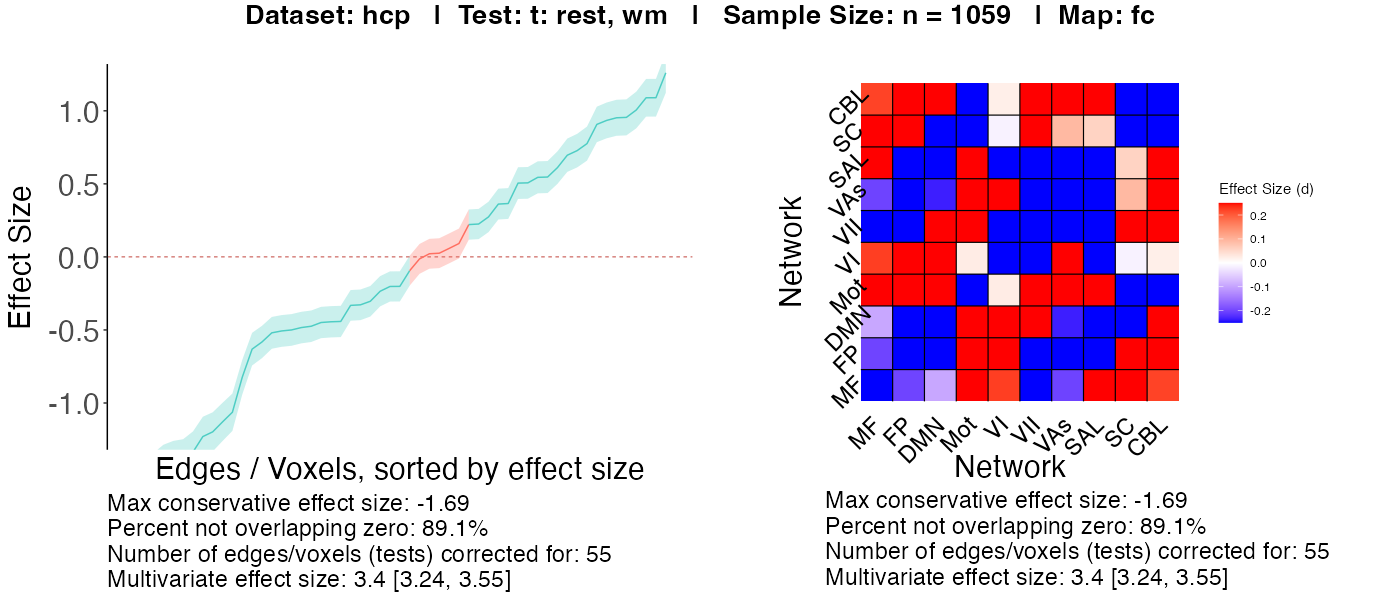 Dataset: hcp | Test: t: rest, wm | Sample Size: n = 1059 | Map: fc
Effect Size
1.0
0.5
0.0
-0.5
-1.0
Edges / Voxels, sorted by effect size
Max conservative effect size: -1.69
Percent not overlapping zero: 89.1%
Number of edges/voxels (tests) corrected for: 55
Multivariate effect size: 3.4 [3.24, 3.55]
Network
CBL
SC
SAL
VAs
VII
VI
Mot
DMN
FP
MF
MF
FP
DMN
Mot
VI
VII
VAs
SAL
SC
CBL
Network
Effect Size (d)
0.2
0.1
0.0
-0.1
-0.2
Max conservative effect size: -1.69
Percent not overlapping zero: 89.1%
Number of edges/voxels (tests) corrected for: 55
Multivariate effect size: 3.4 [3.24, 3.55]